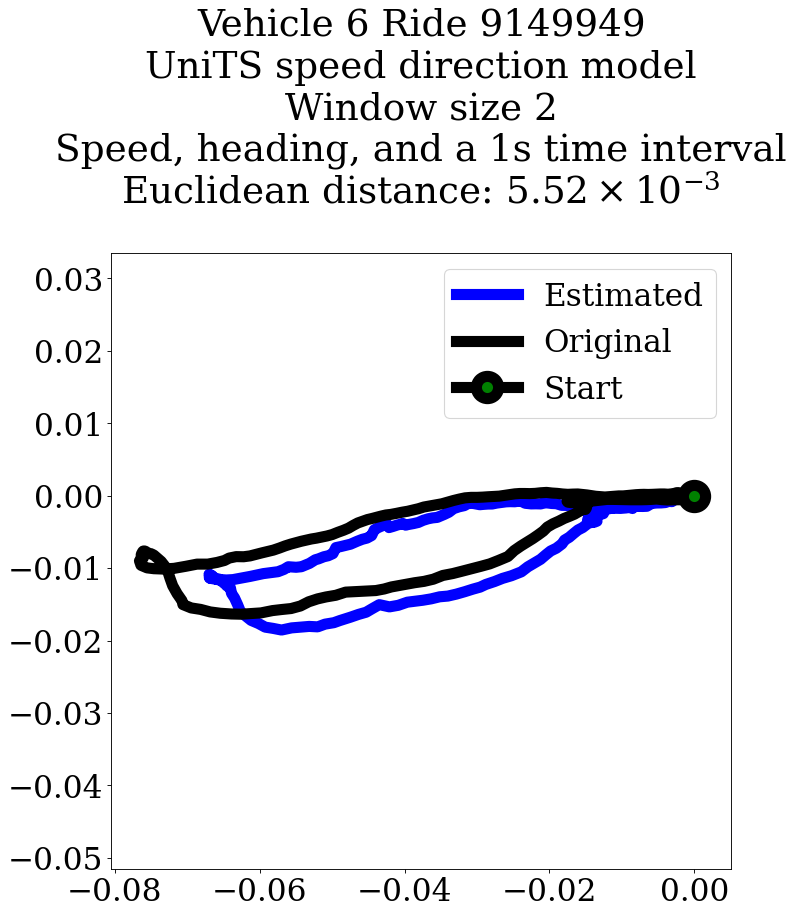 Vehicle 6 Ride 9149949
UniTS speed direction model
Window size 2
Speed, heading, and a 1s time interval
Euclidean distance: 5.52 × 10⁻³
Estimated
Original
Start
0.03
0.02
0.01
0.00
−0.01
−0.02
−0.03
−0.04
−0.05
−0.08 −0.06 −0.04 −0.02 0.00